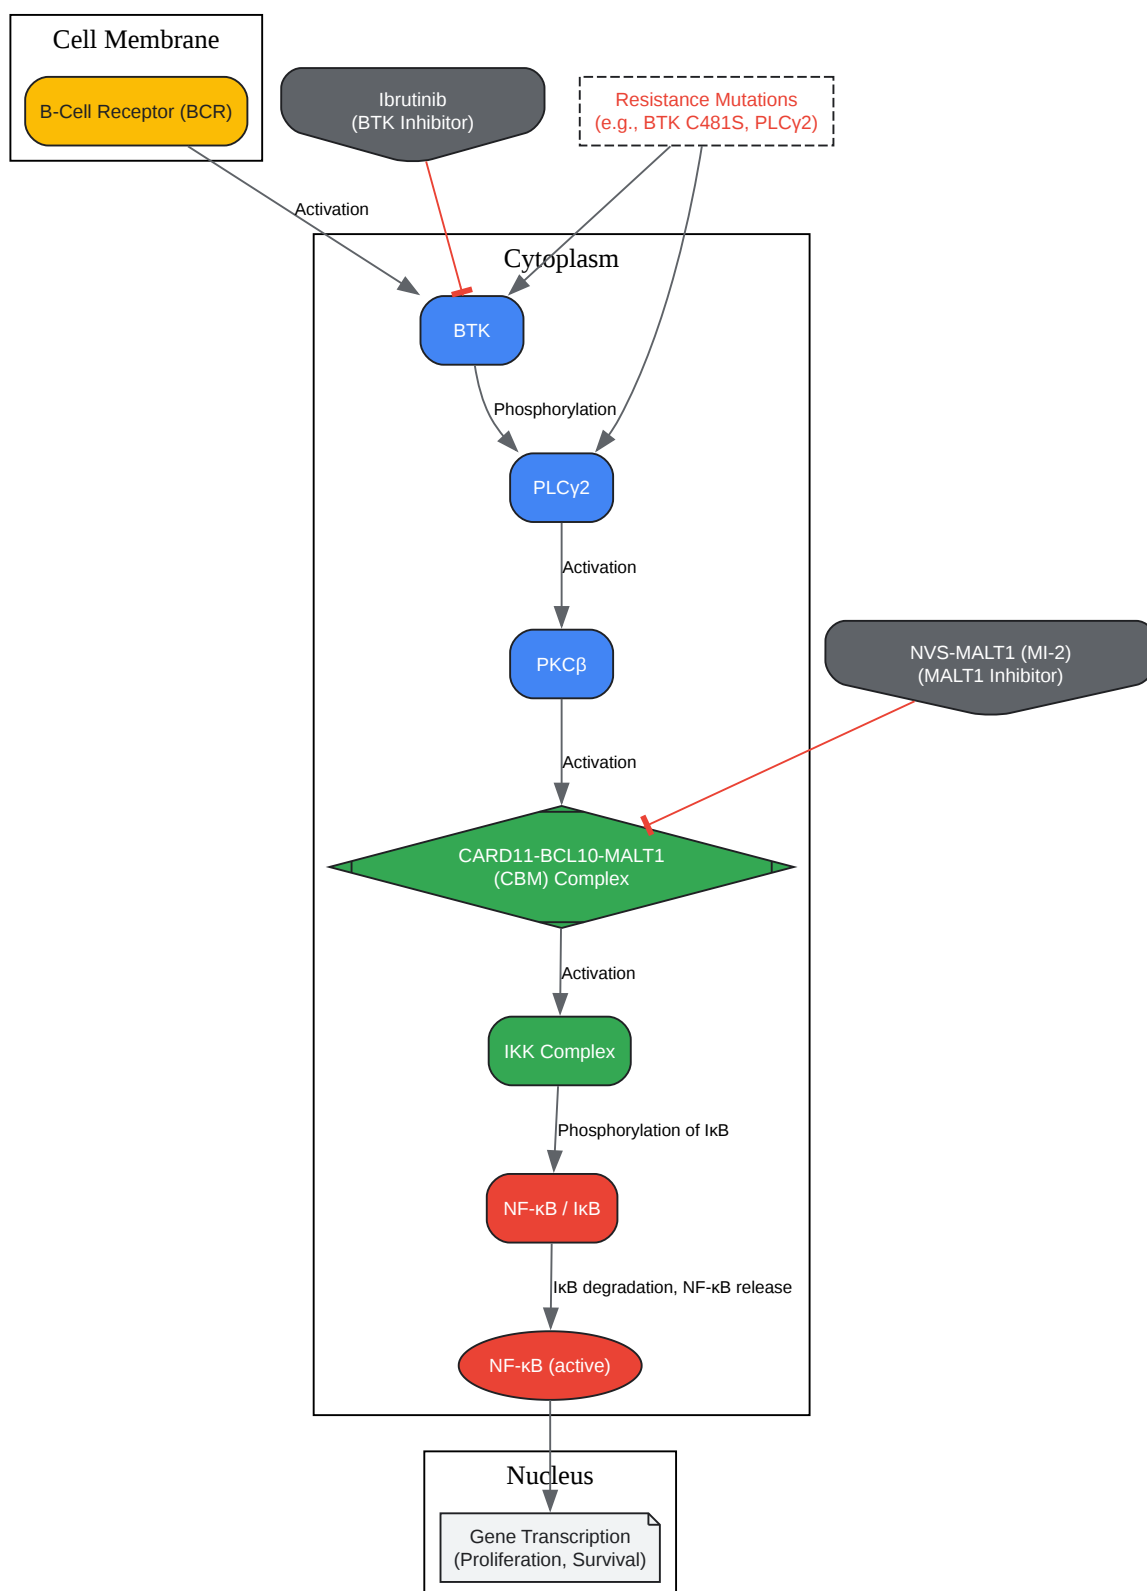 Cell Membrane
B-Cell Receptor (BCR)
Ibrutinib
(BTK Inhibitor)
Resistance Mutations
(e.g., BTK C481S, PLCγ2)
Activation
Cytoplasm
BTK
Phosphorylation
PLCγ2
Activation
PKCβ
NVS-MALT1 (MI-2)
(MALT1 Inhibitor)
Activation
CARD11-BCL10-MALT1
(CBM) Complex
Activation
IKK Complex
Phosphorylation of IκB
NF-κB / IκB
IκB degradation, NF-κB release
NF-κB (active)
Nucleus
Gene Transcription
(Proliferation, Survival)